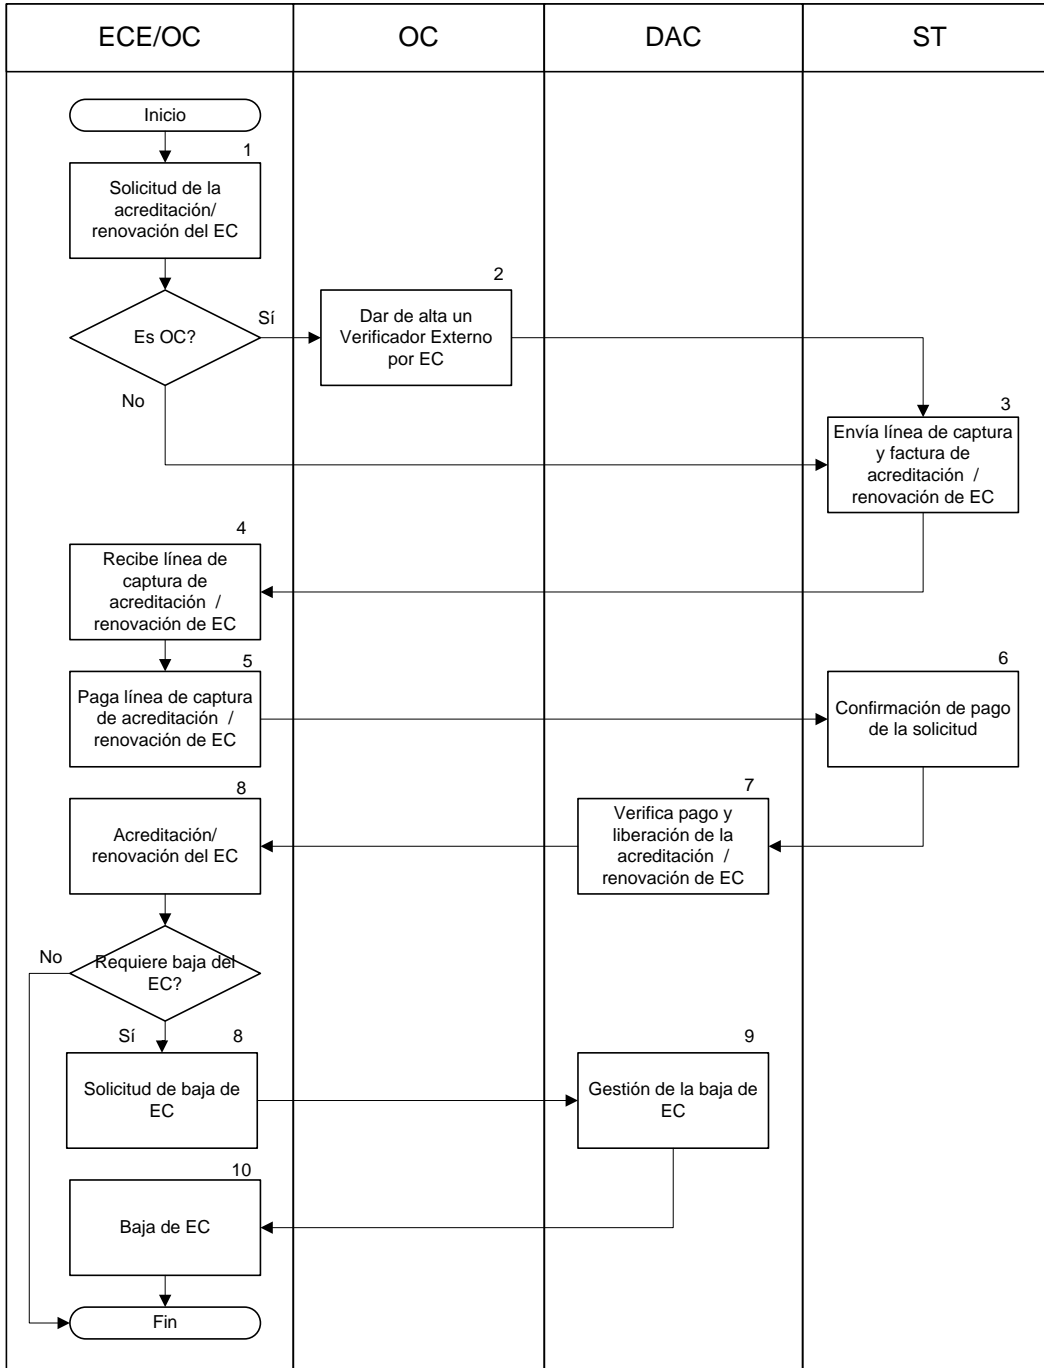 ECE/OC
OC
DAC
ST
Inicio
1
Solicitud de la
acreditación/
renovación del EC
Es OC?
Sí
No
2
Dar de alta un
Verificador Externo
por EC
3
Envía línea de captura
y factura de
acreditación /
renovación de EC
4
Recibe línea de
captura de
acreditación /
renovación de EC
5
Paga línea de captura
de acreditación /
renovación de EC
6
Confirmación de pago
de la solicitud
7
Verifica pago y
liberación de la
acreditación /
renovación de EC
8
Acreditación/
renovación del EC
No
Requiere baja del
EC?
Sí
8
Solicitud de baja de
EC
9
Gestión de la baja de
EC
10
Baja de EC
Fin